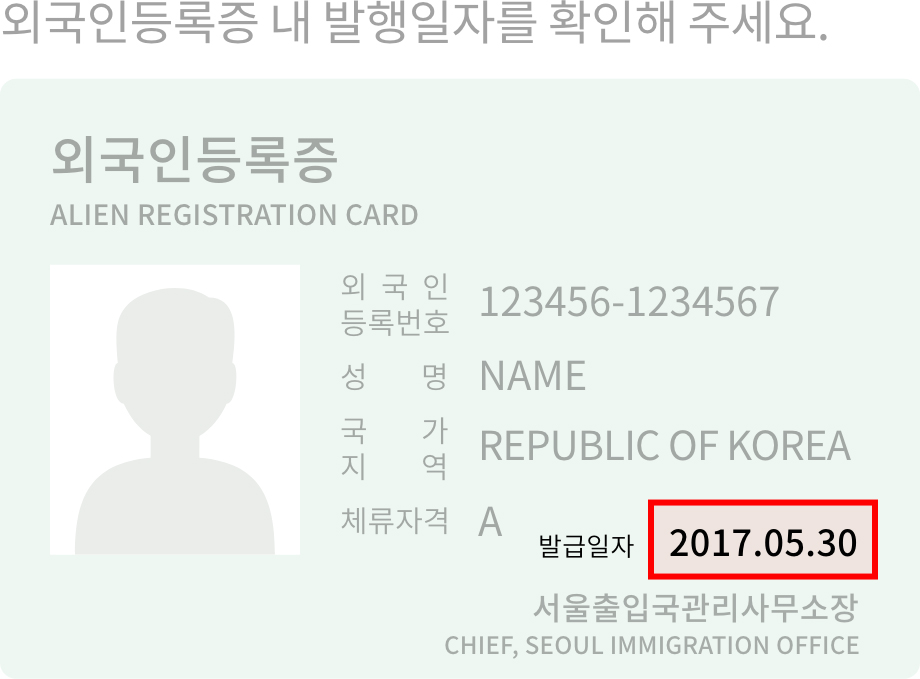 외국인등록증 내 발행일자를 확인해 주세요.
외국인등록증
ALIEN REGISTRATION CARD
외 국 인
등록번호 123456-1234567
성 명 NAME
국 가
지 역 REPUBLIC OF KOREA
체류자격 A
발급일자 2017.05.30
서울출입국관리사무소장
CHIEF, SEOUL IMMIGRATION OFFICE